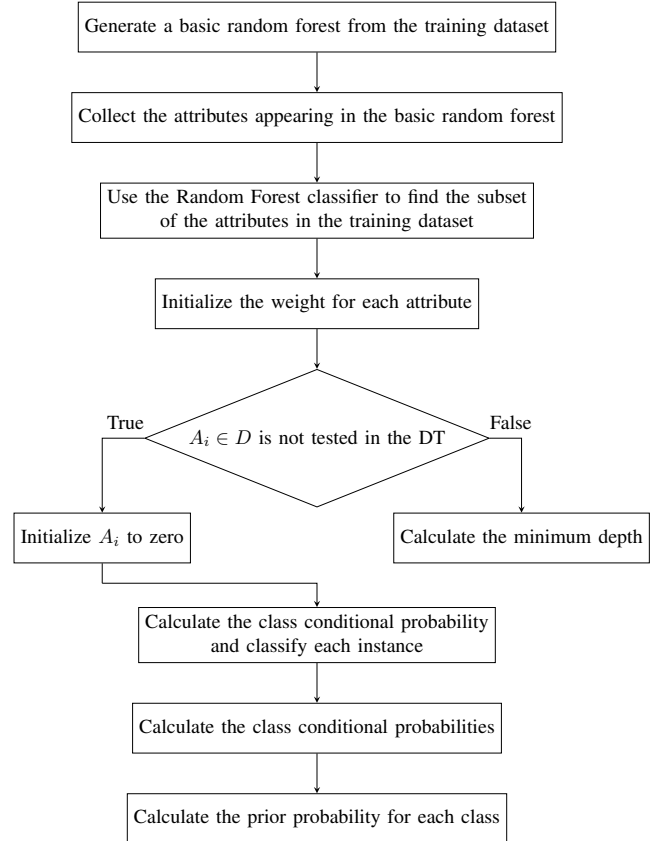 Generate a basic random forest from the training dataset
Collect the attributes appearing in the basic random forest
Use the Random Forest classifier to find the subset
of the attributes in the training dataset
Initialize the weight for each attribute
True
False
$A_i \in D$ is not tested in the DT
Initialize $A_i$ to zero
Calculate the minimum depth
Calculate the class conditional probability
and classify each instance
Calculate the class conditional probabilities
Calculate the prior probability for each class